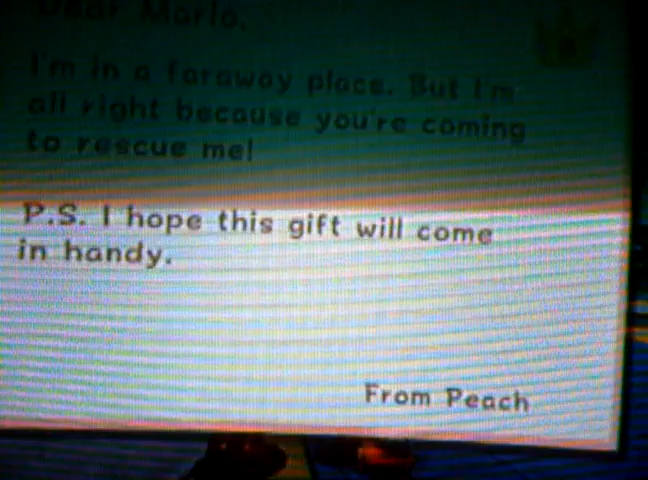 Dear Mario,
I'm in a faraway place. But I'm
all right because you're coming
to rescue me!
P.S. I hope this gift will come
in handy.
From Peach